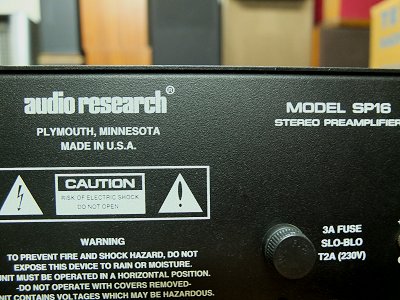 audio research®
PLYMOUTH, MINNESOTA
MADE IN U.S.A.
MODEL SP16
STEREO PREAMPLIFIER
CAUTION
RISK OF ELECTRIC SHOCK
DO NOT OPEN
WARNING
TO PREVENT FIRE AND SHOCK HAZARD, DO NOT
EXPOSE THIS DEVICE TO RAIN OR MOISTURE.
UNIT MUST BE OPERATED IN A HORIZONTAL POSITION.
-DO NOT OPERATE WITH COVERS REMOVED-
UNIT CONTAINS VOLTAGES WHICH MAY BE HAZARDOUS.
3A FUSE
SLO-BLO
T2A (230V)